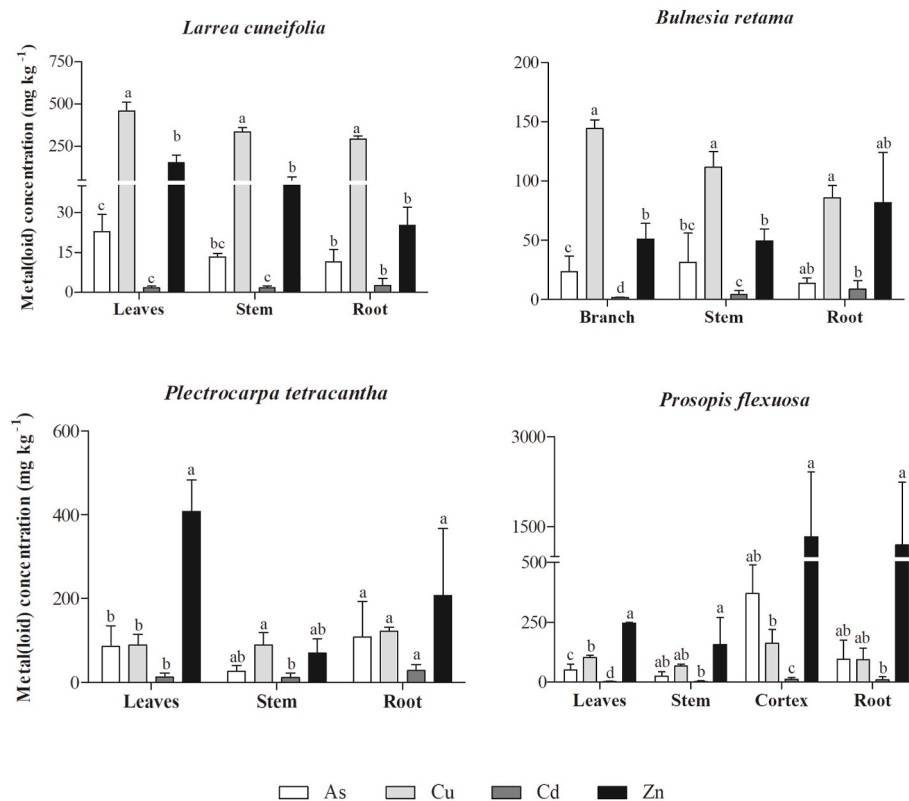 Larrea cuneifolia
Metal(loid) concentration (mg kg -1)
750
500
250
30
15
0
c a c b
bc a c b
b a b b
Leaves Stem Root
Bulnesia retama
200
150
100
50
0
c a d b
bc a c b
ab a b a
Branch Stem Root
Plectrocarpa tetracantha
Metal(loid) concentration (mg kg -1)
600
400
200
0
b b b a
ab a b ab
a a a a
Leaves Stem Root
Prosopis flexuosa
3000
1500
500
250
0
c b d a
ab ab b a
ab b c a
ab ab b a
Leaves Stem Cortex Root
As Cu Cd Zn